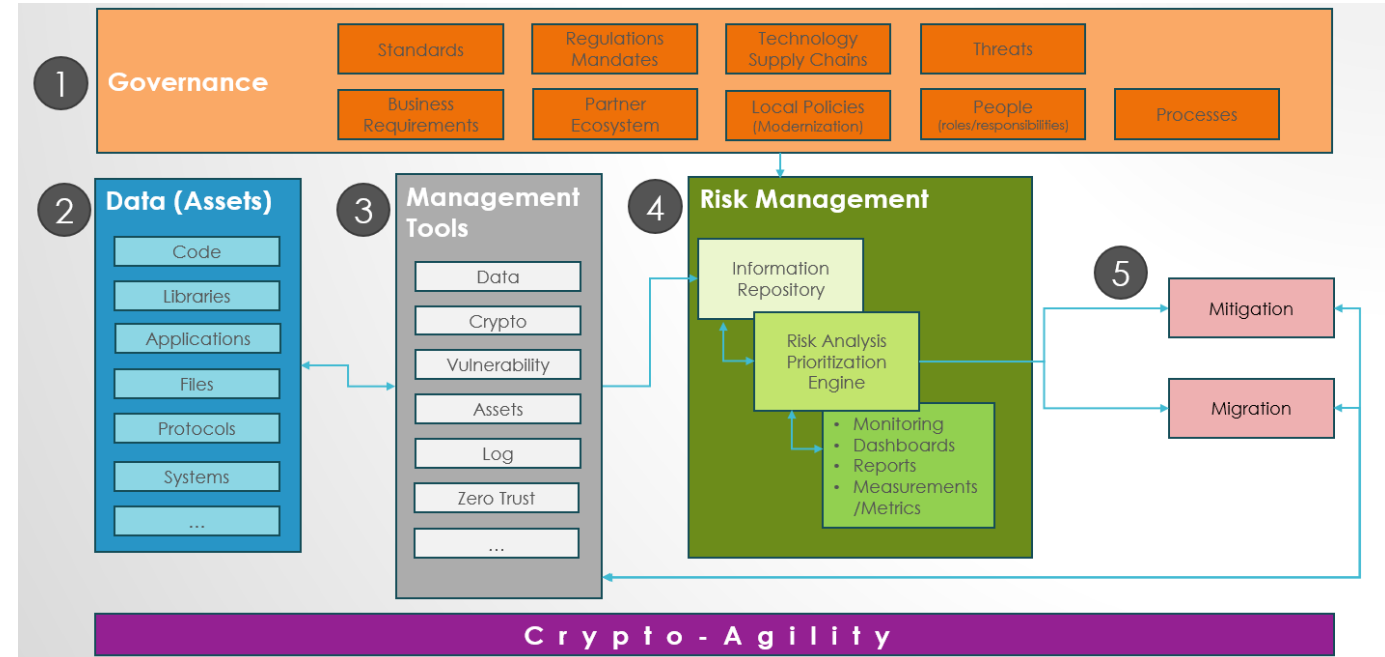 1
Governance
Standards
Regulations
Mandates
Technology
Supply Chains
Threats
Business
Requirements
Partner
Ecosystem
Local Policies
(Modernization)
People
(roles/responsibilities)
Processes
2
Data (Assets)
Code
Libraries
Applications
Files
Protocols
Systems
...
3
Management
Tools
Data
Crypto
Vulnerability
Assets
Log
Zero Trust
...
4
Risk Management
Information
Repository
Risk Analysis
Prioritization
Engine
• Monitoring
• Dashboards
• Reports
• Measurements
/Metrics
5
Mitigation
Migration
Crypto-Agility